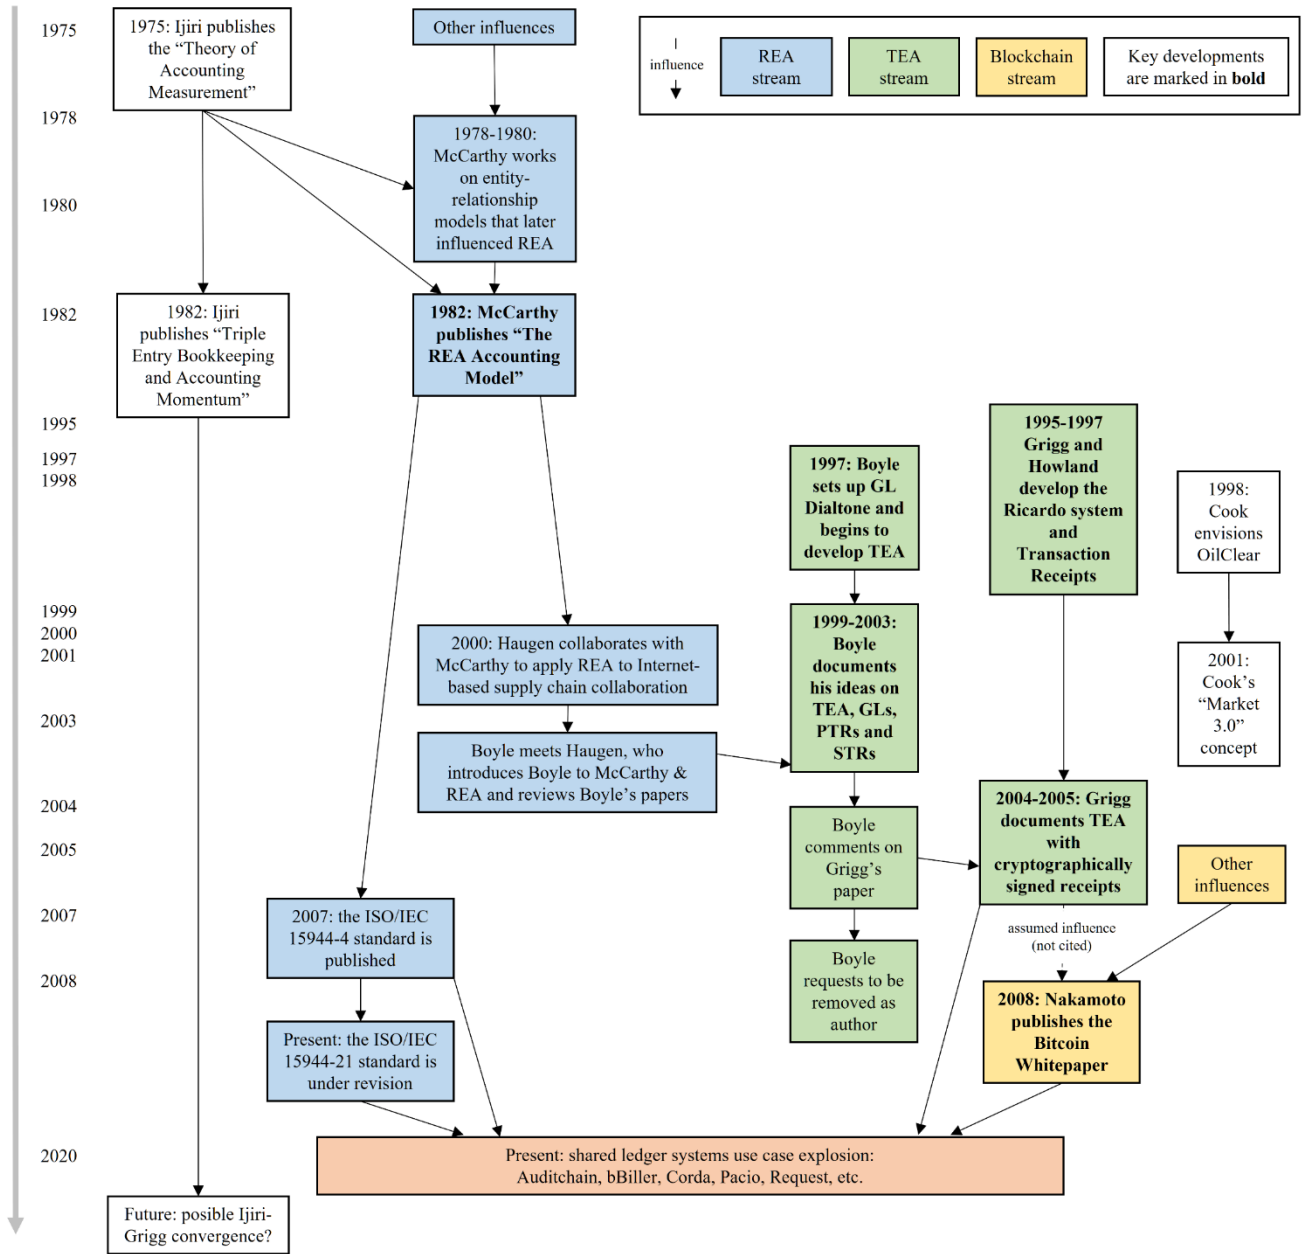 1975
1978
1980
1982
1995
1997
1998
1999
2000
2001
2003
2004
2005
2007
2008
2020
influence
REA
stream
TEA
stream
Blockchain
stream
Key developments
are marked in bold
1975: Ijiri publishes
the “Theory of
Accounting
Measurement”
Other influences
1978-1980:
McCarthy works
on entity-
relationship
models that later
influenced REA
1982: Ijiri
publishes “Triple
Entry Bookkeeping
and Accounting
Momentum”
1982: McCarthy
publishes “The
REA Accounting
Model”
1995-1997
Grigg and
Howland
develop the
Ricardo system
and
Transaction
Receipts
1997: Boyle
sets up GL
Dialtone and
begins to
develop TEA
1998:
Cook
envisions
OilClear
1999-2003:
Boyle
documents
his ideas on
TEA, GLs,
PTRs and
STRs
2000: Haugen collaborates with
McCarthy to apply REA to Internet-
based supply chain collaboration
2001:
Cook’s
“Market
3.0”
concept
Boyle meets Haugen, who
introduces Boyle to McCarthy &
REA and reviews Boyle’s papers
2004-2005: Grigg
documents TEA
with
cryptographically
signed receipts
Boyle
comments on
Grigg’s
paper
Other
influences
2007: the ISO/IEC
15944-4 standard is
published
assumed influence
(not cited)
Boyle
requests to be
removed as
author
2008: Nakamoto
publishes the
Bitcoin
Whitepaper
Present: the ISO/IEC
15944-21 standard is
under revision
Present: shared ledger systems use case explosion:
Auditchain, bBiller, Corda, Pacio, Request, etc.
Future: possible Ijiri-
Grigg convergence?